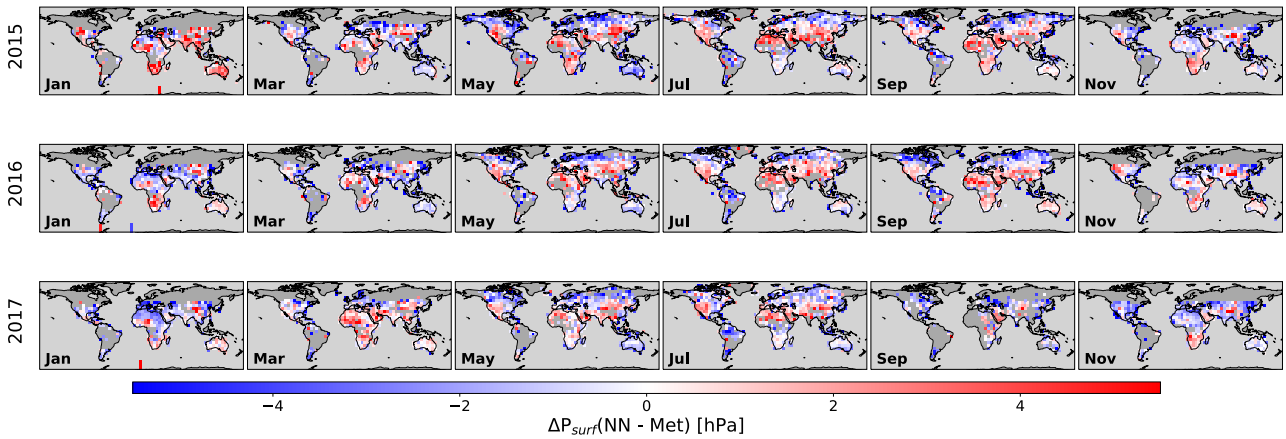 2015
Jan Mar May Jul Sep Nov
2016
Jan Mar May Jul Sep Nov
2017
Jan Mar May Jul Sep Nov
−4 −2 0 2 4
ΔP_surf(NN - Met) [hPa]